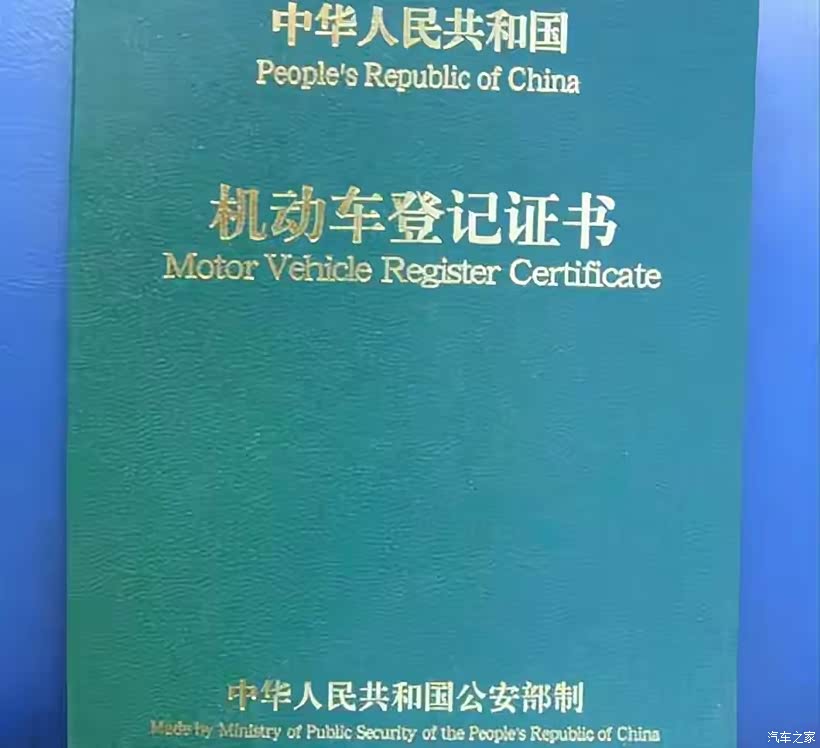 中华人民共和国
People's Republic of China
机动车登记证书
Motor Vehicle Register Certificate
中华人民共和国公安部制
Made by Ministry of Public Security of the People's Republic of China
汽车之家